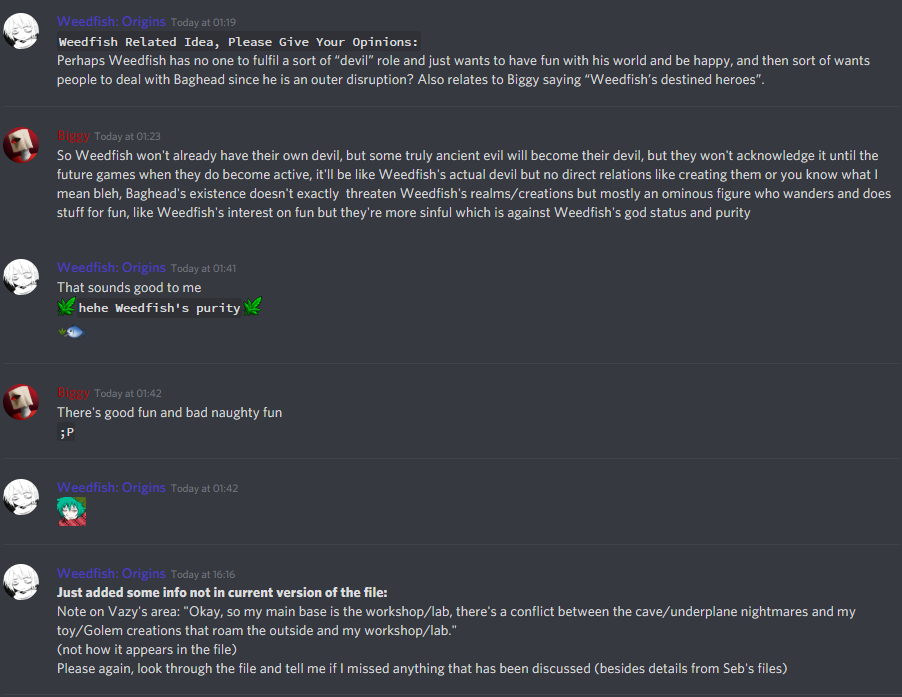 Weedfish: Origins Today at 01:19
Weedfish Related Idea, Please Give Your Opinions:
Perhaps Weedfish has no one to fulfil a sort of “devil” role and just wants to have fun with his world and be happy, and then sort of wants
people to deal with Baghead since he is an outer disruption? Also relates to Biggy saying “Weedfish’s destined heroes”.
Biggy Today at 01:23
So Weedfish won't already have their own devil, but some truly ancient evil will become their devil, but they won't acknowledge it until the
future games when they do become active, it'll be like Weedfish's actual devil but no direct relations like creating them or you know what I
mean bleh, Baghead's existence doesn't exactly threaten Weedfish's realms/creations but mostly an ominous figure who wanders and does
stuff for fun, like Weedfish's interest on fun but they're more sinful which is against Weedfish's god status and purity
Weedfish: Origins Today at 01:41
That sounds good to me
hehe Weedfish's purity
Biggy Today at 01:42
There's good fun and bad naughty fun
;P
Weedfish: Origins Today at 01:42
Weedfish: Origins Today at 16:16
Just added some info not in current version of the file:
Note on Vazy's area: "Okay, so my main base is the workshop/lab, there's a conflict between the cave/underplane nightmares and my
toy/Golem creations that roam the outside and my workshop/lab."
(not how it appears in the file)
Please again, look through the file and tell me if I missed anything that has been discussed (besides details from Seb's files)